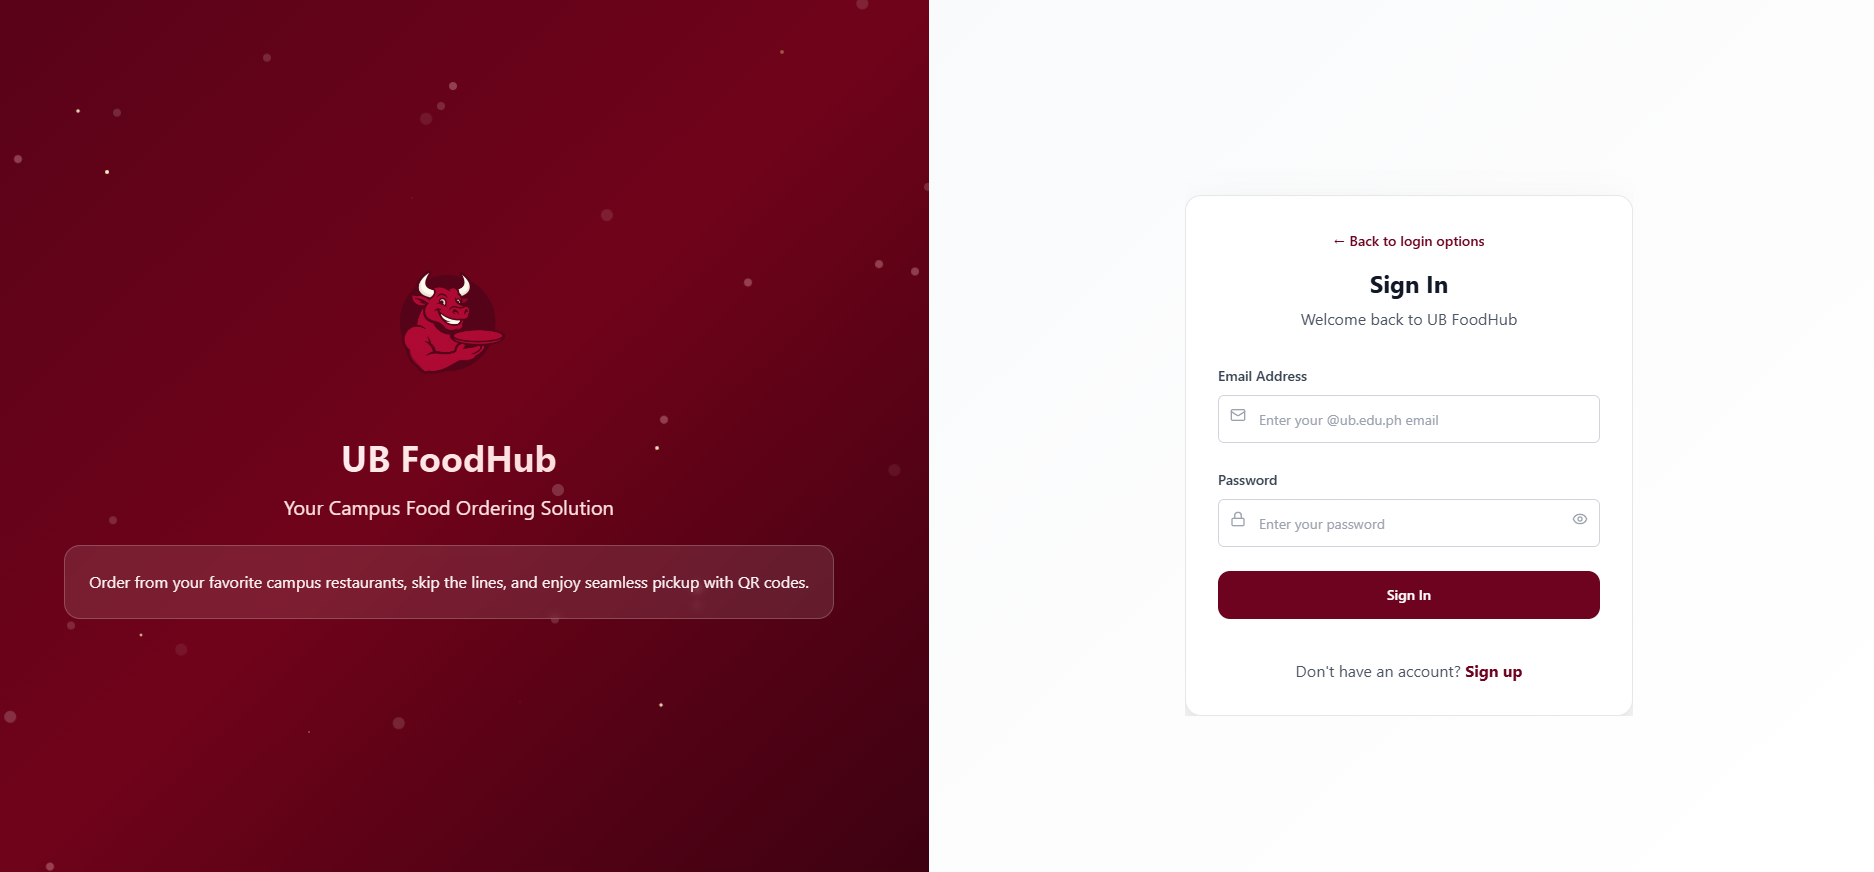 UB FoodHub
Your Campus Food Ordering Solution
Order from your favorite campus restaurants, skip the lines, and enjoy seamless pickup with QR codes.
← Back to login options
Sign In
Welcome back to UB FoodHub
Email Address
Enter your @ub.edu.ph email
Password
Enter your password
Sign In
Don't have an account? Sign up